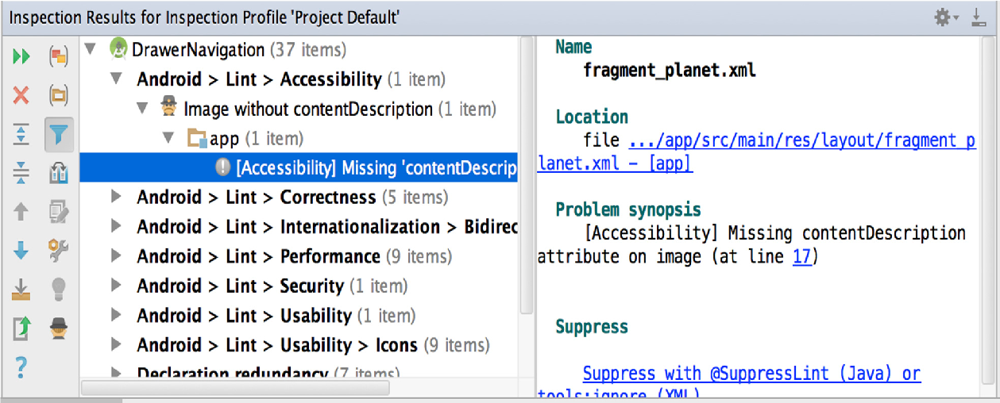 Inspection Results for Inspection Profile 'Project Default'
DrawerNavigation (37 items)
Android > Lint > Accessibility (1 item)
Image without contentDescription (1 item)
app (1 item)
[Accessibility] Missing 'contentDescrip
Android > Lint > Correctness (5 items)
Android > Lint > Internationalization > Bidirec
Android > Lint > Performance (9 items)
Android > Lint > Security (1 item)
Android > Lint > Usability (1 item)
Android > Lint > Usability > Icons (9 items)
Declaration redundancy (7 items)
Name
fragment_planet.xml
Location
file .../app/src/main/res/layout/fragment_p
lanet.xml - [app]
Problem synopsis
[Accessibility] Missing contentDescription
attribute on image (at line 17)
Suppress
Suppress with @SuppressLint (Java) or
tools:ignore (XML)